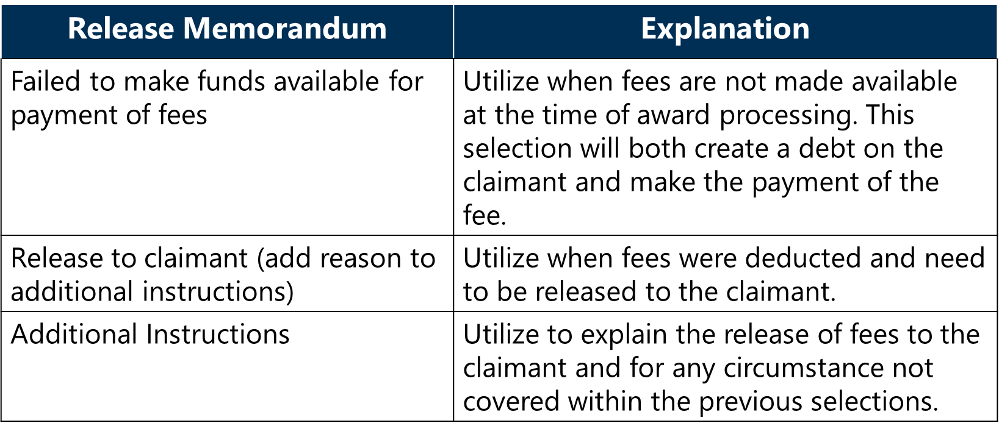 Release Memorandum
Explanation
Failed to make funds available for
payment of fees
Utilize when fees are not made available
at the time of award processing. This
selection will both create a debt on the
claimant and make the payment of the
fee.
Release to claimant (add reason to
additional instructions)
Utilize when fees were deducted and need
to be released to the claimant.
Additional Instructions
Utilize to explain the release of fees to the
claimant and for any circumstance not
covered within the previous selections.